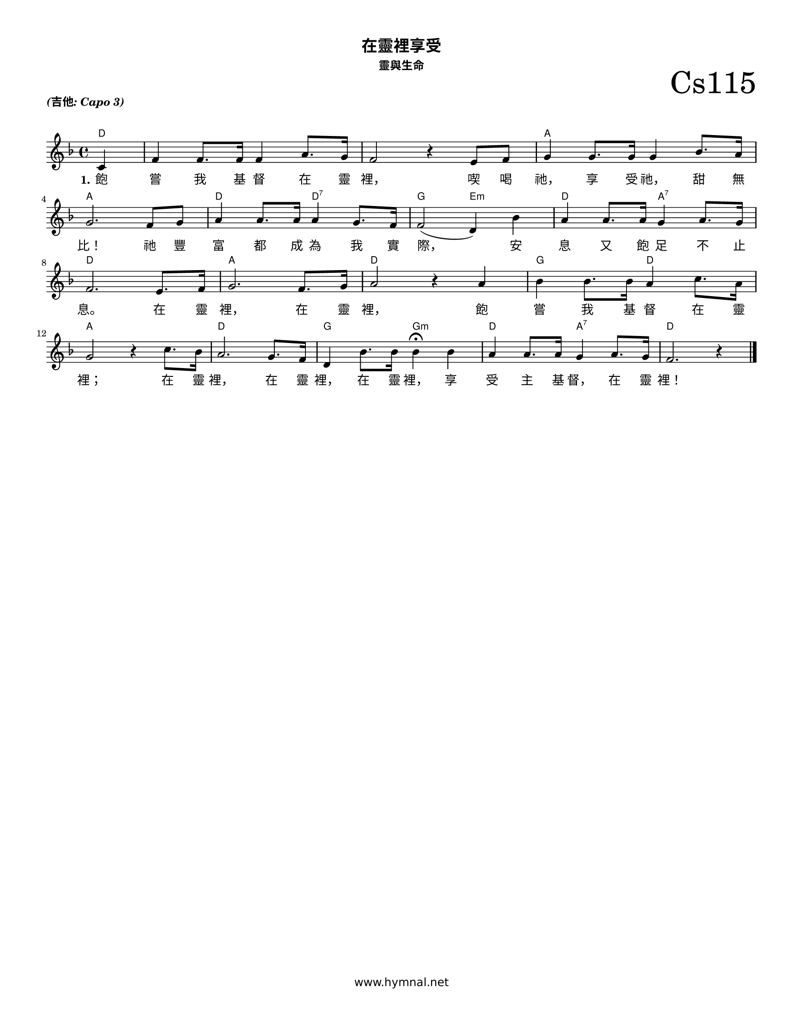 在靈裡享受
靈與生命
Cs115
(吉他: Capo 3)
D A
1. 飽 嘗 我 基 督 在 靈 裡， 喫 喝 祂， 享 受 祂， 甜 無
4 A D D7 G Em D A7
比！ 祂 豐 富 都 成 為 我 實 際， 安 息 又 飽 足 不 止
8 D A D G D
息。 在 靈 裡， 在 靈 裡， 飽 嘗 我 基 督 在 靈
12 A D G Gm D A7 D
裡； 在 靈 裡， 在 靈 裡， 在 靈 裡， 享 受 主 基 督， 在 靈 裡！
www.hymnal.net